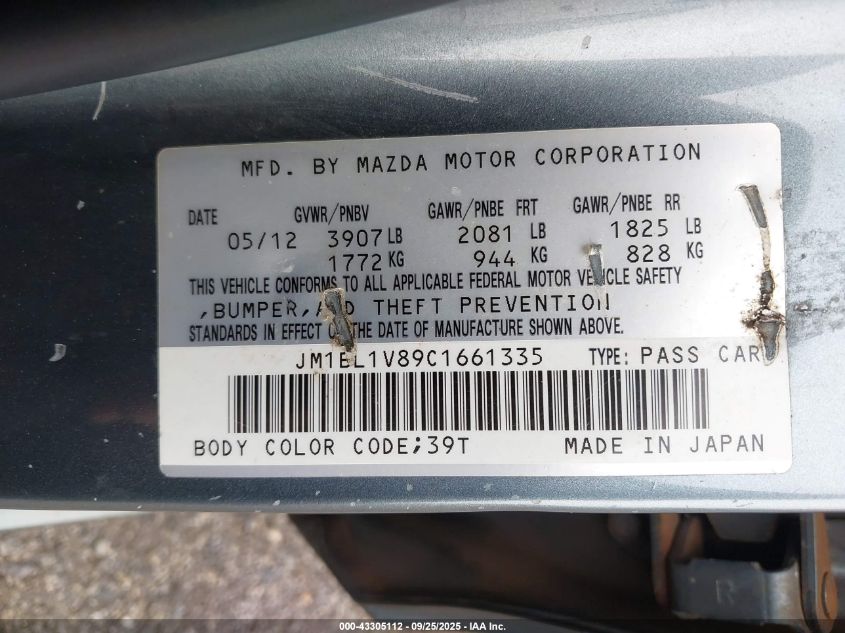 MFD. BY MAZDA MOTOR CORPORATION
DATE GVWR/PNBV GAWR/PNBE FRT GAWR/PNBE RR
05/12 3907 LB 2081 LB 1825 LB
1772 KG 944 KG 828 KG
THIS VEHICLE CONFORMS TO ALL APPLICABLE FEDERAL MOTOR VEHICLE SAFETY
,BUMPER,AND THEFT PREVENTION
STANDARDS IN EFFECT ON THE DATE OF MANUFACTURE SHOWN ABOVE.
JM1BL1V89C1661335 TYPE: PASS CAR
BODY COLOR CODE;39T MADE IN JAPAN
R
000-43305112 - 09/25/2025 - IAA Inc.